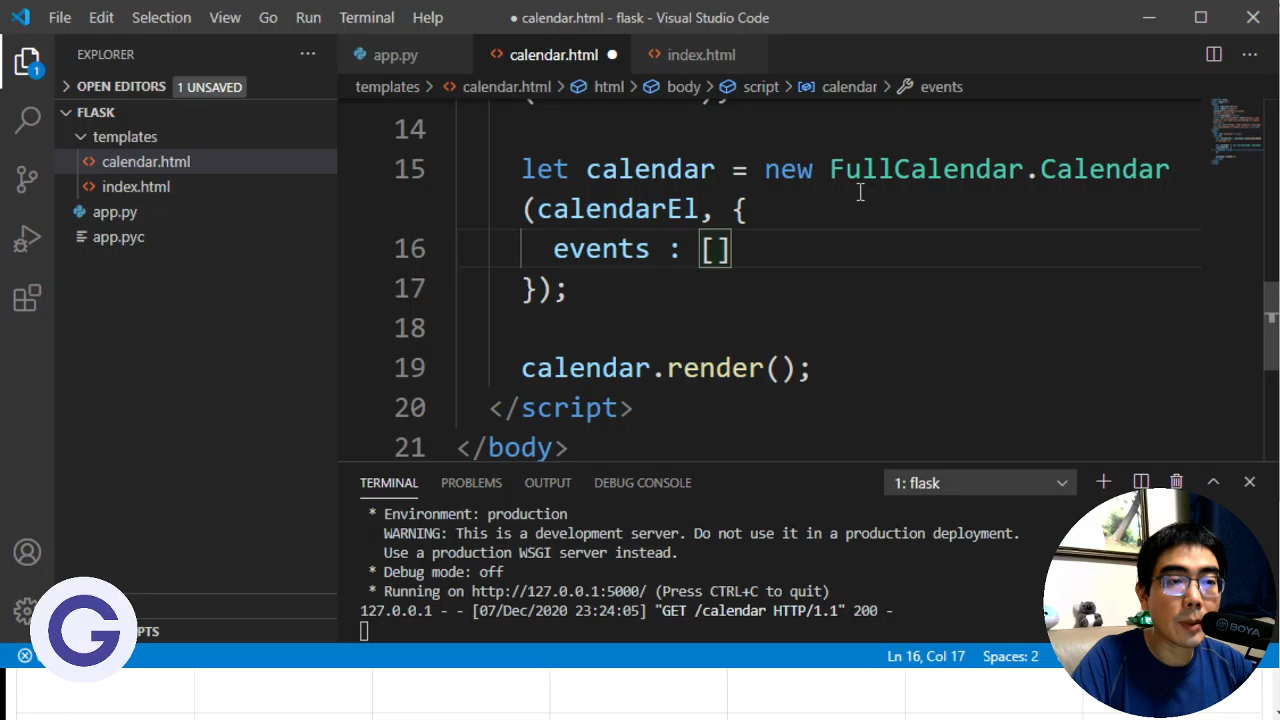 File Edit Selection View Go Run Terminal Help ● calendar.html - flask - Visual Studio Code
EXPLORER ···
app.py calendar.html ● index.html
1
> OPEN EDITORS 1 UNSAVED
templates > calendar.html > html > body > script > calendar > events
FLASK
templates
calendar.html
index.html
app.py
app.pyc
14
15 let calendar = new FullCalendar.Calendar
(calendarEl, {
16 events : []
17 });
18
19 calendar.render();
20 </script>
21 </body>
TERMINAL PROBLEMS OUTPUT DEBUG CONSOLE 1: flask
* Environment: production
WARNING: This is a development server. Do not use it in a production deployment.
Use a production WSGI server instead.
* Debug mode: off
* Running on http://127.0.0.1:5000/ (Press CTRL+C to quit)
127.0.0.1 - - [07/Dec/2020 23:24:05] "GET /calendar HTTP/1.1" 200 -
G
PTS
BOYA
Ln 16, Col 17 Spaces: 2